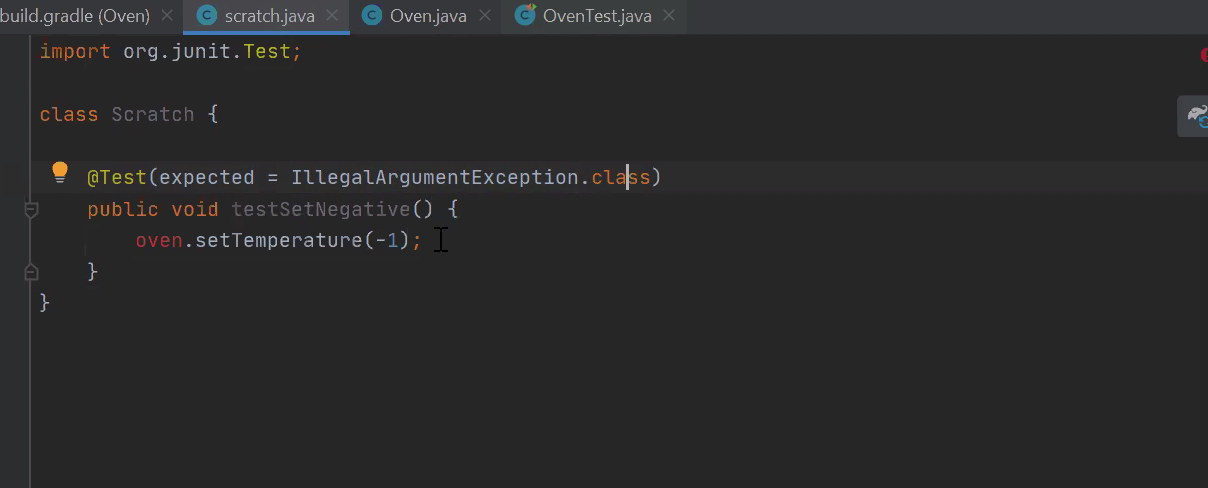 build.gradle (Oven) scratch.java Oven.java OvenTest.java
import org.junit.Test;
class Scratch {
@Test(expected = IllegalArgumentException.class)
public void testSetNegative() {
oven.setTemperature(-1);
}
}